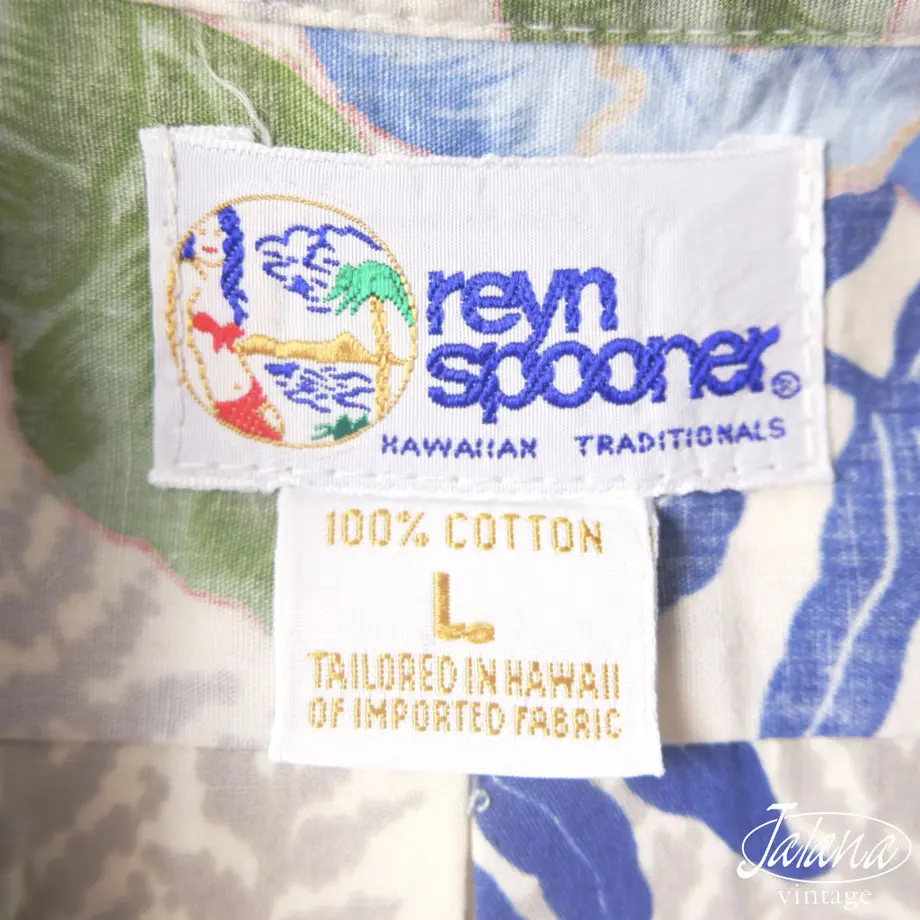 reyn
spooner®
HAWAIIAN TRADITIONALS
100% COTTON
L
TAILORED IN HAWAII
OF IMPORTED FABRIC
Jalana
vintage